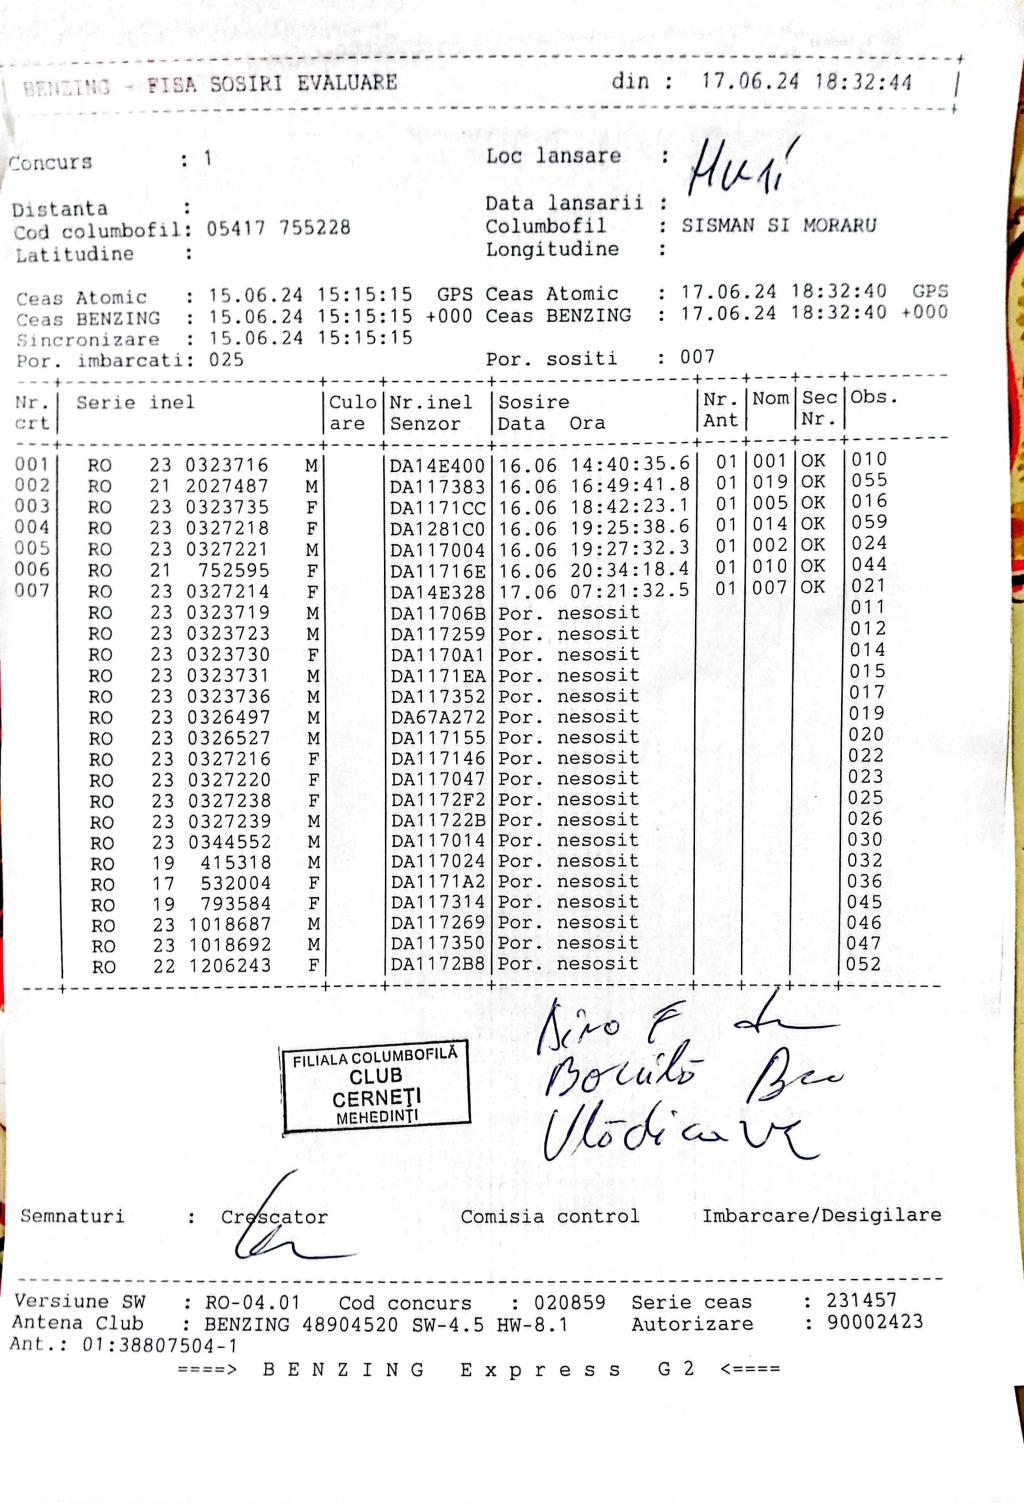 BENZING - FISA SOSIRI EVALUARE din : 17.06.24 18:32:44
Concurs : 1 Loc lansare : Huși
Distanta : Data lansarii :
Cod columbofil: 05417 755228 Columbofil : SISMAN SI MORARU
Latitudine : Longitudine :
Ceas Atomic : 15.06.24 15:15:15 GPS Ceas Atomic : 17.06.24 18:32:40 GPS
Ceas BENZING : 15.06.24 15:15:15 +000 Ceas BENZING : 17.06.24 18:32:40 +000
Sincronizare : 15.06.24 15:15:15
Por. imbarcati: 025 Por. sositi : 007
Nr. Serie inel Culo Nr.inel Sosire Nr. Nom Sec Obs.
crt are Senzor Data Ora Ant Nr.
001 RO 23 0323716 M DA14E400 16.06 14:40:35.6 01 001 OK 010
002 RO 21 2027487 M DA117383 16.06 16:49:41.8 01 019 OK 055
003 RO 23 0323735 F DA1171CC 16.06 18:42:23.1 01 005 OK 016
004 RO 23 0327218 F DA1281C0 16.06 19:25:38.6 01 014 OK 059
005 RO 23 0327221 M DA117004 16.06 19:27:32.3 01 002 OK 024
006 RO 21 752595 F DA11716E 16.06 20:34:18.4 01 010 OK 044
007 RO 23 0327214 F DA14E328 17.06 07:21:32.5 01 007 OK 021
RO 23 0323719 M DA11706B Por. nesosit 011
RO 23 0323723 M DA117259 Por. nesosit 012
RO 23 0323730 F DA1170A1 Por. nesosit 014
RO 23 0323731 M DA1171EA Por. nesosit 015
RO 23 0323736 M DA117352 Por. nesosit 017
RO 23 0326497 M DA67A272 Por. nesosit 019
RO 23 0326527 M DA117155 Por. nesosit 020
RO 23 0327216 F DA117146 Por. nesosit 022
RO 23 0327220 F DA117047 Por. nesosit 023
RO 23 0327238 F DA1172F2 Por. nesosit 025
RO 23 0327239 M DA11722B Por. nesosit 026
RO 23 0344552 M DA117014 Por. nesosit 030
RO 19 415318 M DA117024 Por. nesosit 032
RO 17 532004 F DA1171A2 Por. nesosit 036
RO 19 793584 F DA117314 Por. nesosit 045
RO 23 1018687 M DA117269 Por. nesosit 046
RO 23 1018692 M DA117350 Por. nesosit 047
RO 22 1206243 F DA1172B8 Por. nesosit 052
FILIALA COLUMBOFILĂ
CLUB
CERNEȚI
MEHEDINȚI
Semnaturi : Crescator Comisia control Imbarcare/Desigilare
Versiune SW : RO-04.01 Cod concurs : 020859 Serie ceas : 231457
Antena Club : BENZING 48904520 SW-4.5 HW-8.1 Autorizare : 90002423
Ant.: 01:38807504-1
====> BENZING Express G2 <====